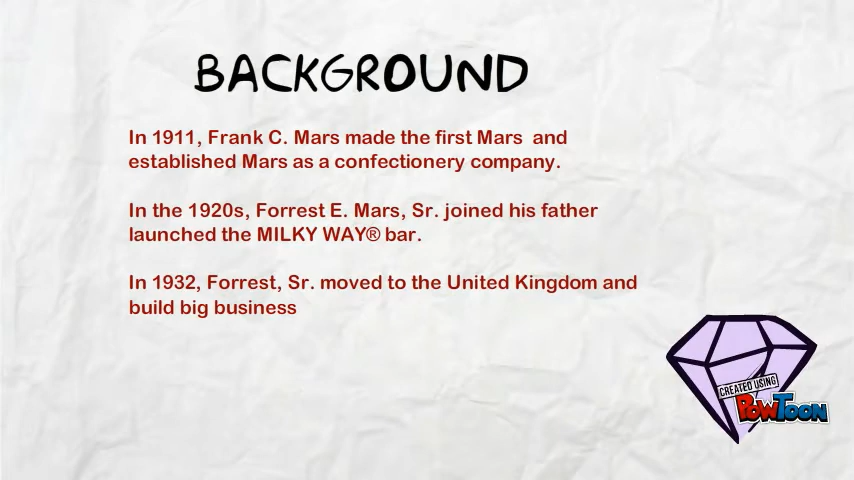 BACKGROUND
In 1911, Frank C. Mars made the first Mars  and
established Mars as a confectionery company.
In the 1920s, Forrest E. Mars, Sr. joined his father
launched the MILKY WAY® bar.
In 1932, Forrest, Sr. moved to the United Kingdom and
build big business
CREATED USING
POWTOON